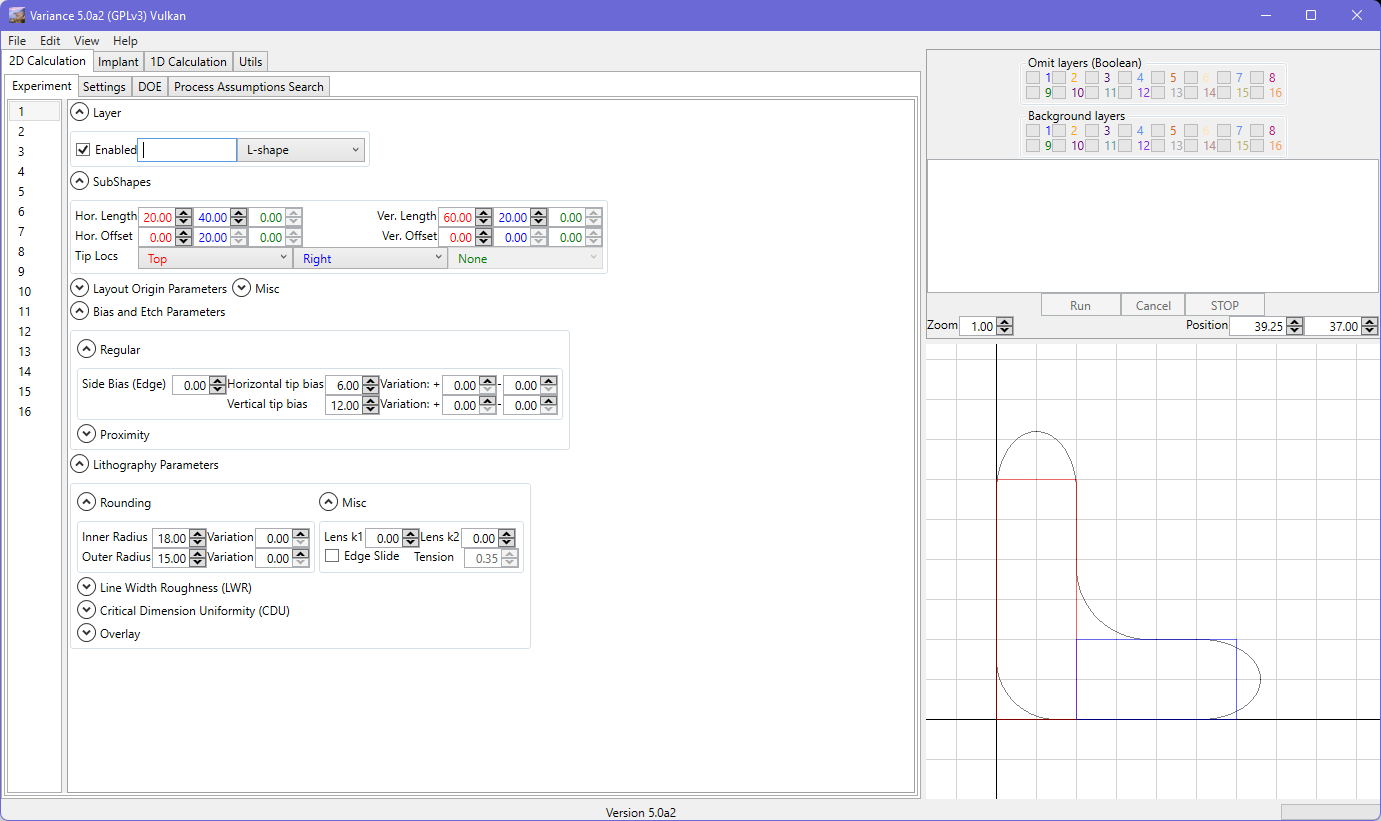 Variance 5.0a2 (GPLv3) Vulkan
File Edit View Help
2D Calculation Implant 1D Calculation Utils
Experiment Settings DOE Process Assumptions Search
1
2
3
4
5
6
7
8
9
10
11
12
13
14
15
16
Layer
Enabled L-shape
SubShapes
Hor. Length 20.00 40.00 0.00 Ver. Length 60.00 20.00 0.00
Hor. Offset 0.00 20.00 0.00 Ver. Offset 0.00 0.00 0.00
Tip Locs Top Right None
Layout Origin Parameters Misc
Bias and Etch Parameters
Regular
Side Bias (Edge) 0.00 Horizontal tip bias 6.00 Variation: + 0.00 - 0.00
Vertical tip bias 12.00 Variation: + 0.00 - 0.00
Proximity
Lithography Parameters
Rounding Misc
Inner Radius 18.00 Variation 0.00 Lens k1 0.00 Lens k2 0.00
Outer Radius 15.00 Variation 0.00 Edge Slide Tension 0.35
Line Width Roughness (LWR)
Critical Dimension Uniformity (CDU)
Overlay
Omit layers (Boolean)
1 2 3 4 5 6 7 8
9 10 11 12 13 14 15 16
Background layers
1 2 3 4 5 6 7 8
9 10 11 12 13 14 15 16
Run Cancel STOP
Zoom 1.00 Position 39.25 37.00
Version 5.0a2